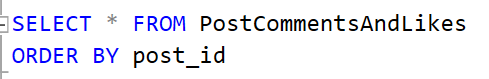 SELECT * FROM PostCommentsAndLikes
ORDER BY post_id